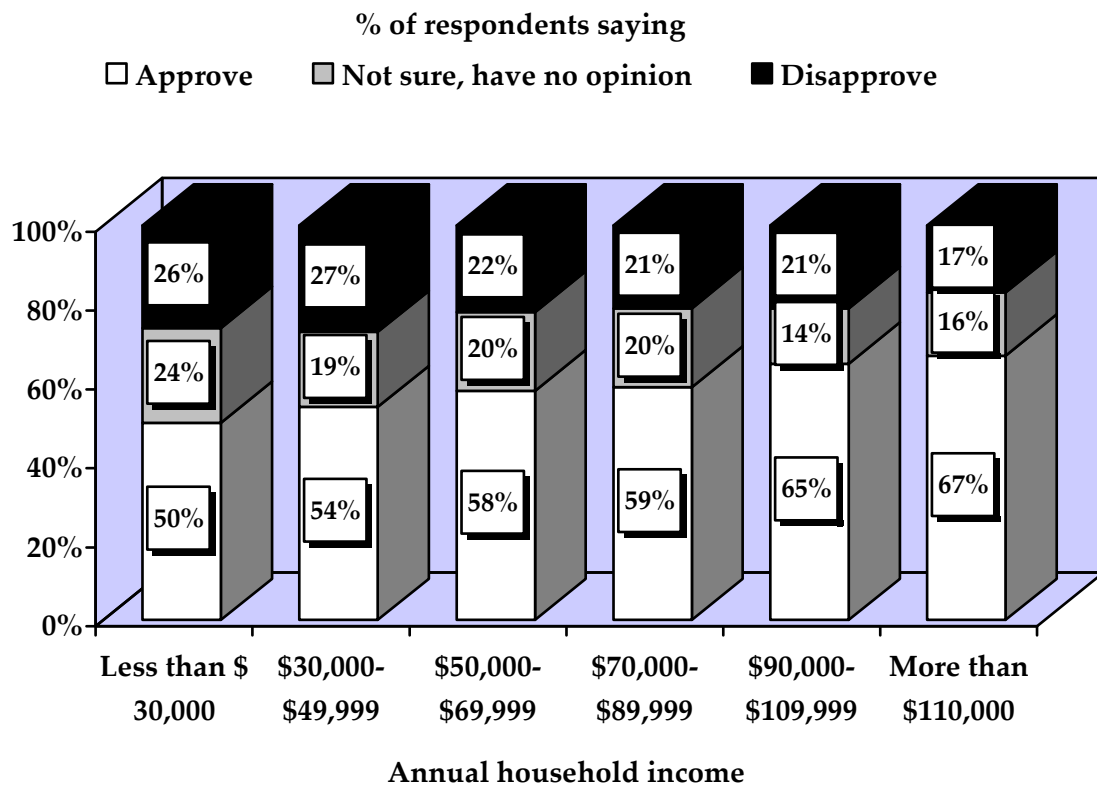 % of respondents saying
Approve Not sure, have no opinion Disapprove
100%
80%
60%
40%
20%
0%
26% 27% 22% 21% 21% 17%
24% 19% 20% 20% 14% 16%
50% 54% 58% 59% 65% 67%
Less than $ $30,000- $50,000- $70,000- $90,000- More than
30,000 $49,999 $69,999 $89,999 $109,999 $110,000
Annual household income